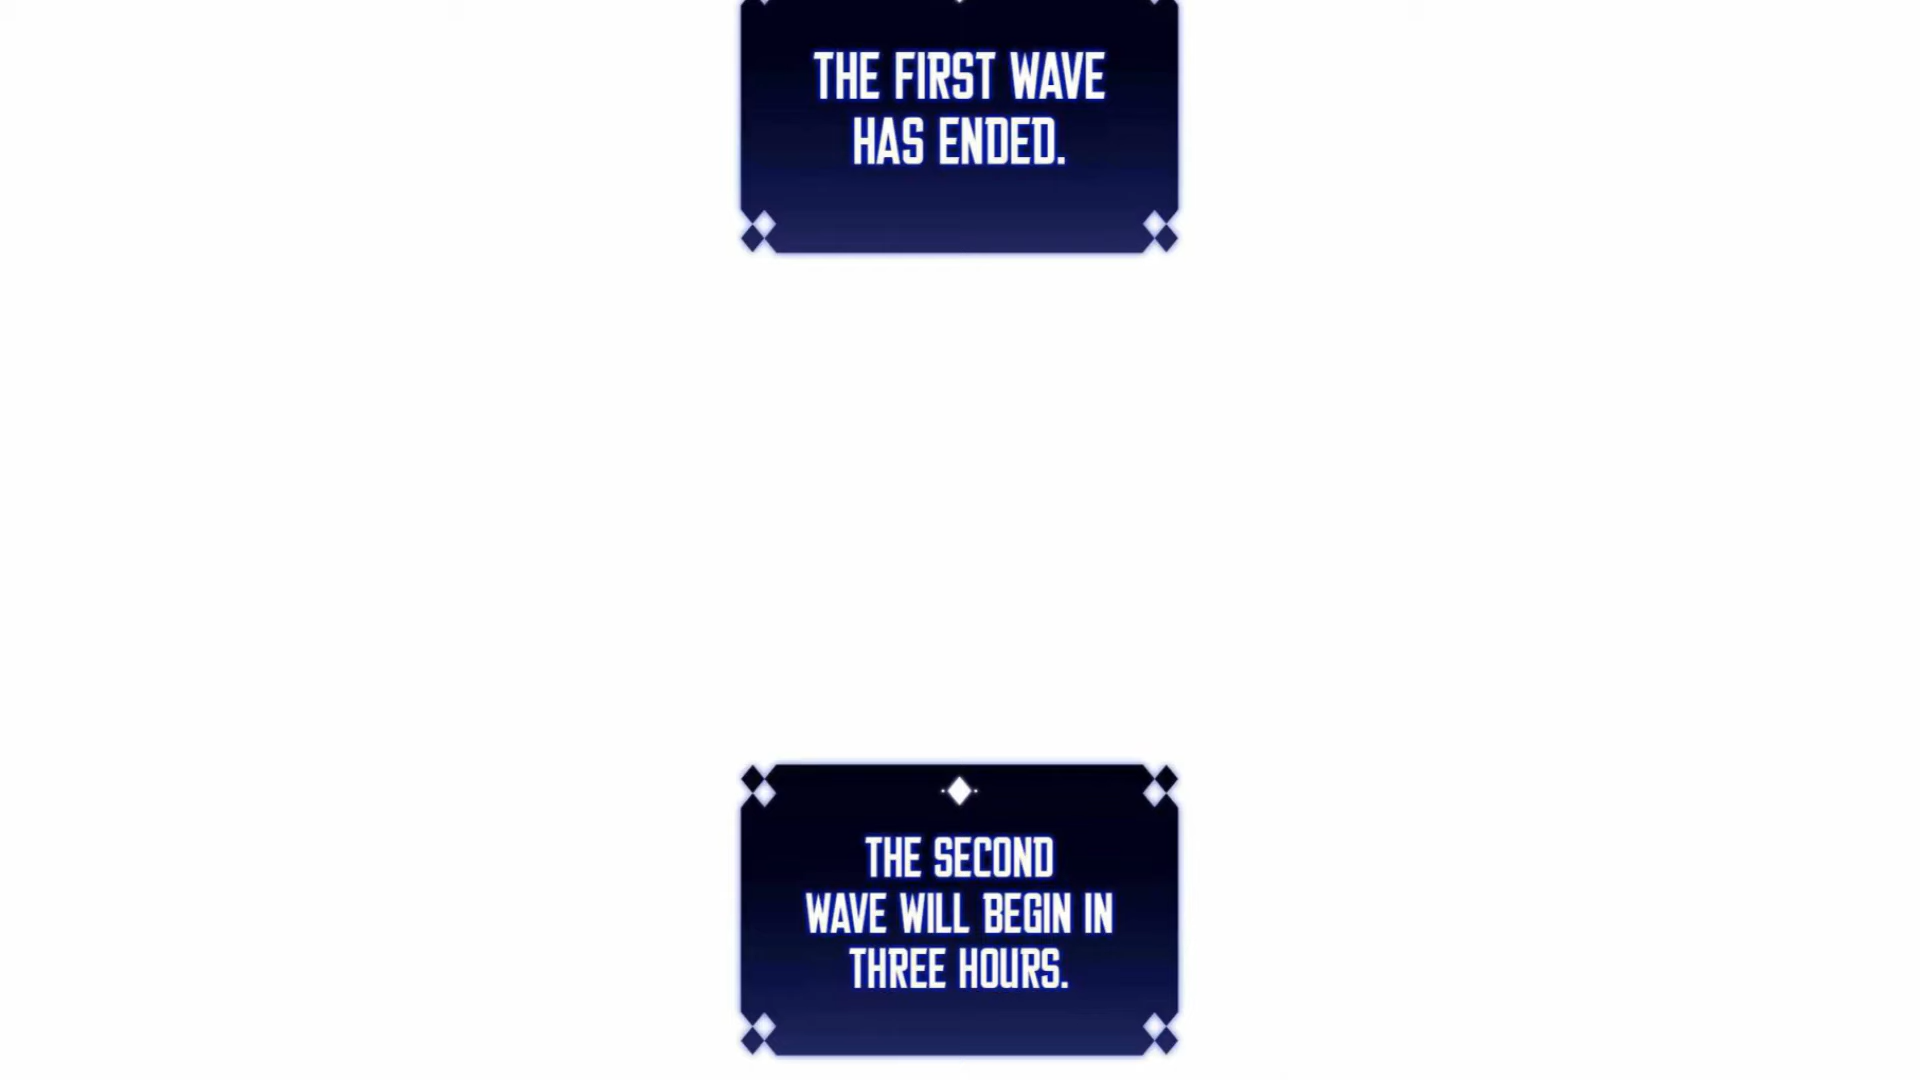 THE FIRST WAVE
HAS ENDED.
THE SECOND
WAVE WILL BEGIN IN
THREE HOURS.